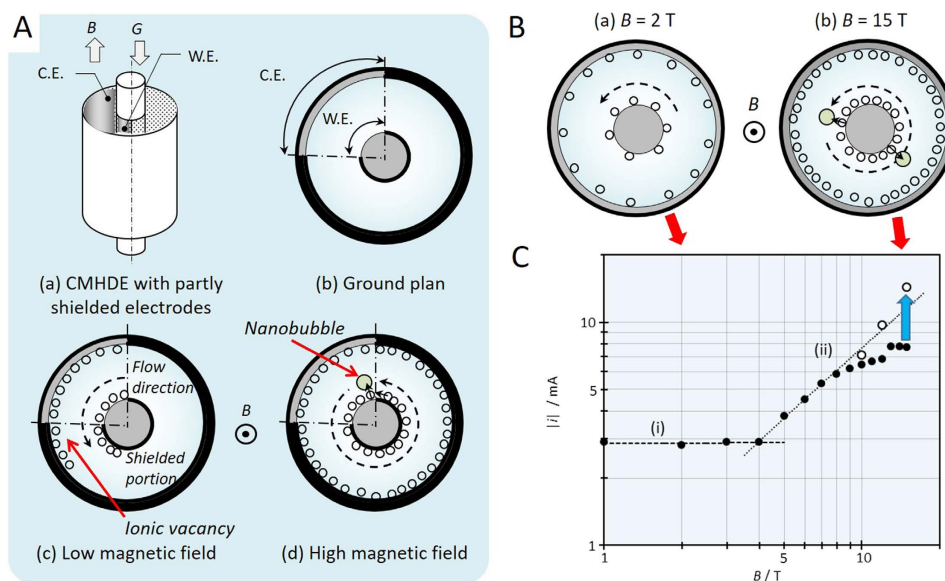 A
B
G
C.E.
W.E.
(a) CMHDE with partly
shielded electrodes
C.E.
W.E.
(b) Ground plan
Flow
direction
Shielded
portion
Ionic vacancy
(c) Low magnetic field
B
Nanobubble
(d) High magnetic field
B
(a) B = 2 T
B
(b) B = 15 T
C
|i| / mA
10
5
1
(i)
(ii)
1
5
10
B / T